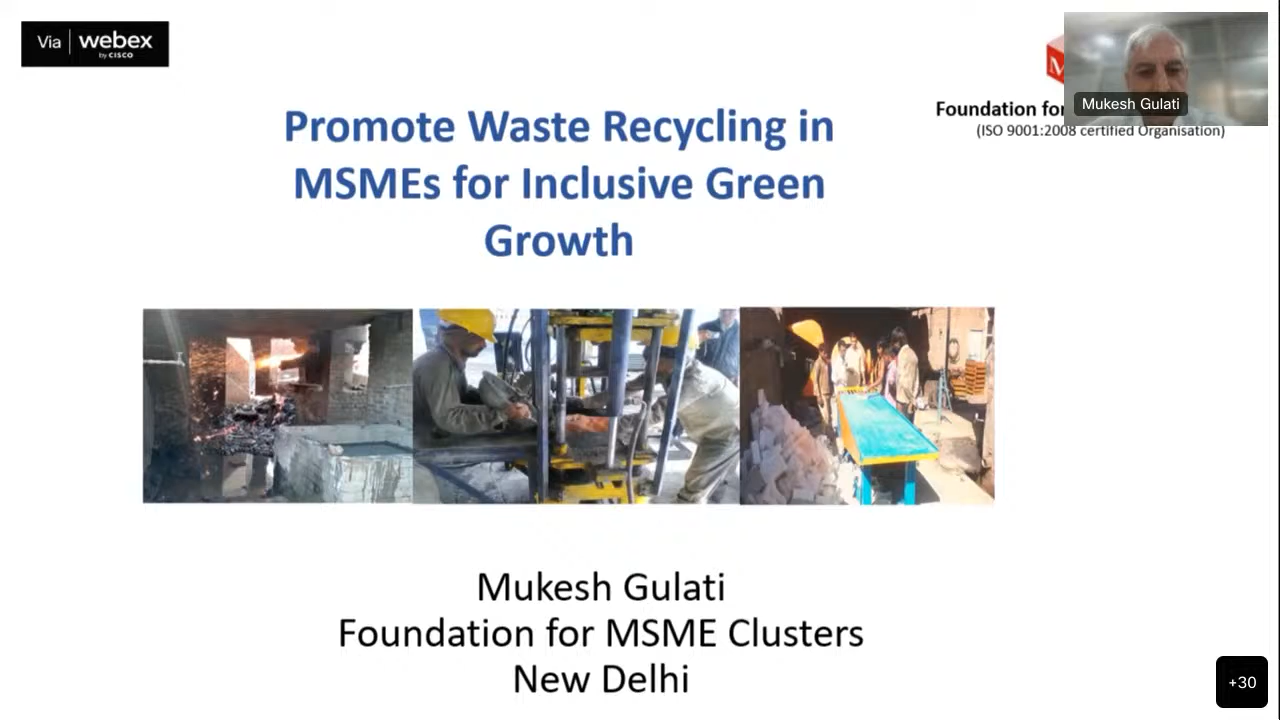 Via webex
by CISCO
M
Mukesh Gulati
Foundation for
(ISO 9001:2008 certified Organisation)
Promote Waste Recycling in
MSMEs for Inclusive Green
Growth
Mukesh Gulati
Foundation for MSME Clusters
New Delhi
+30